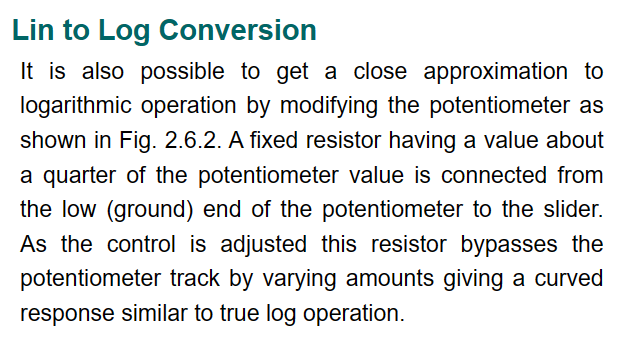 Lin to Log Conversion
It is also possible to get a close approximation to
logarithmic operation by modifying the potentiometer as
shown in Fig. 2.6.2. A fixed resistor having a value about
a quarter of the potentiometer value is connected from
the low (ground) end of the potentiometer to the slider.
As the control is adjusted this resistor bypasses the
potentiometer track by varying amounts giving a curved
response similar to true log operation.